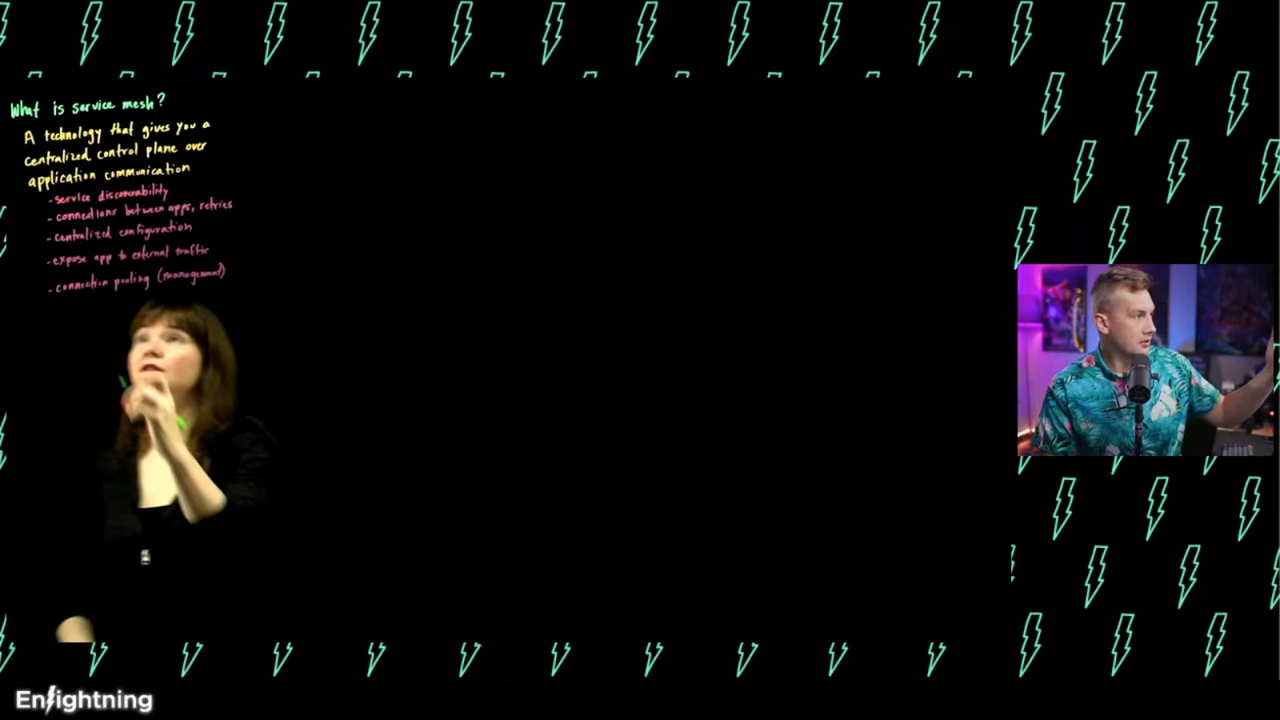 What is service mesh?
A technology that gives you a
centralized control plane over
application communication
- service discoverability
- connections between apps, retries
- centralized configuration
- expose app to external traffic
- connection pooling (management)
Enlightning